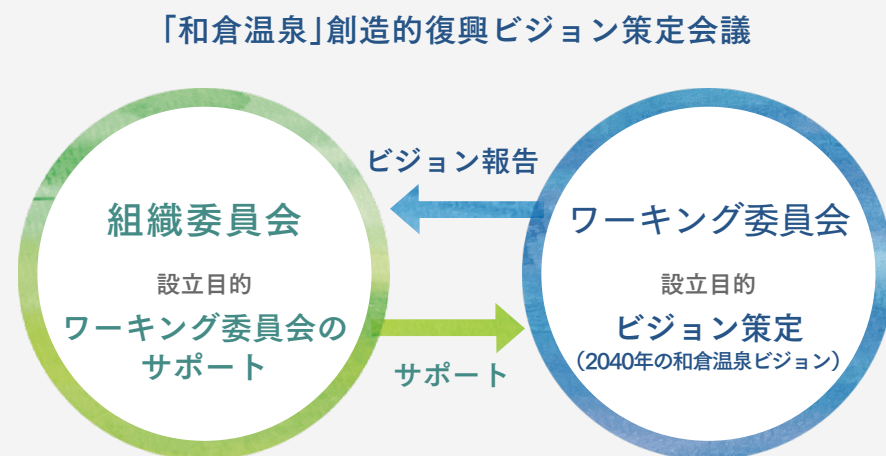 「和倉温泉」創造的復興ビジョン策定会議
ビジョン報告
組織委員会
設立目的
ワーキング委員会の
サポート
ワーキング委員会
設立目的
ビジョン策定
（2040年の和倉温泉ビジョン）
サポート